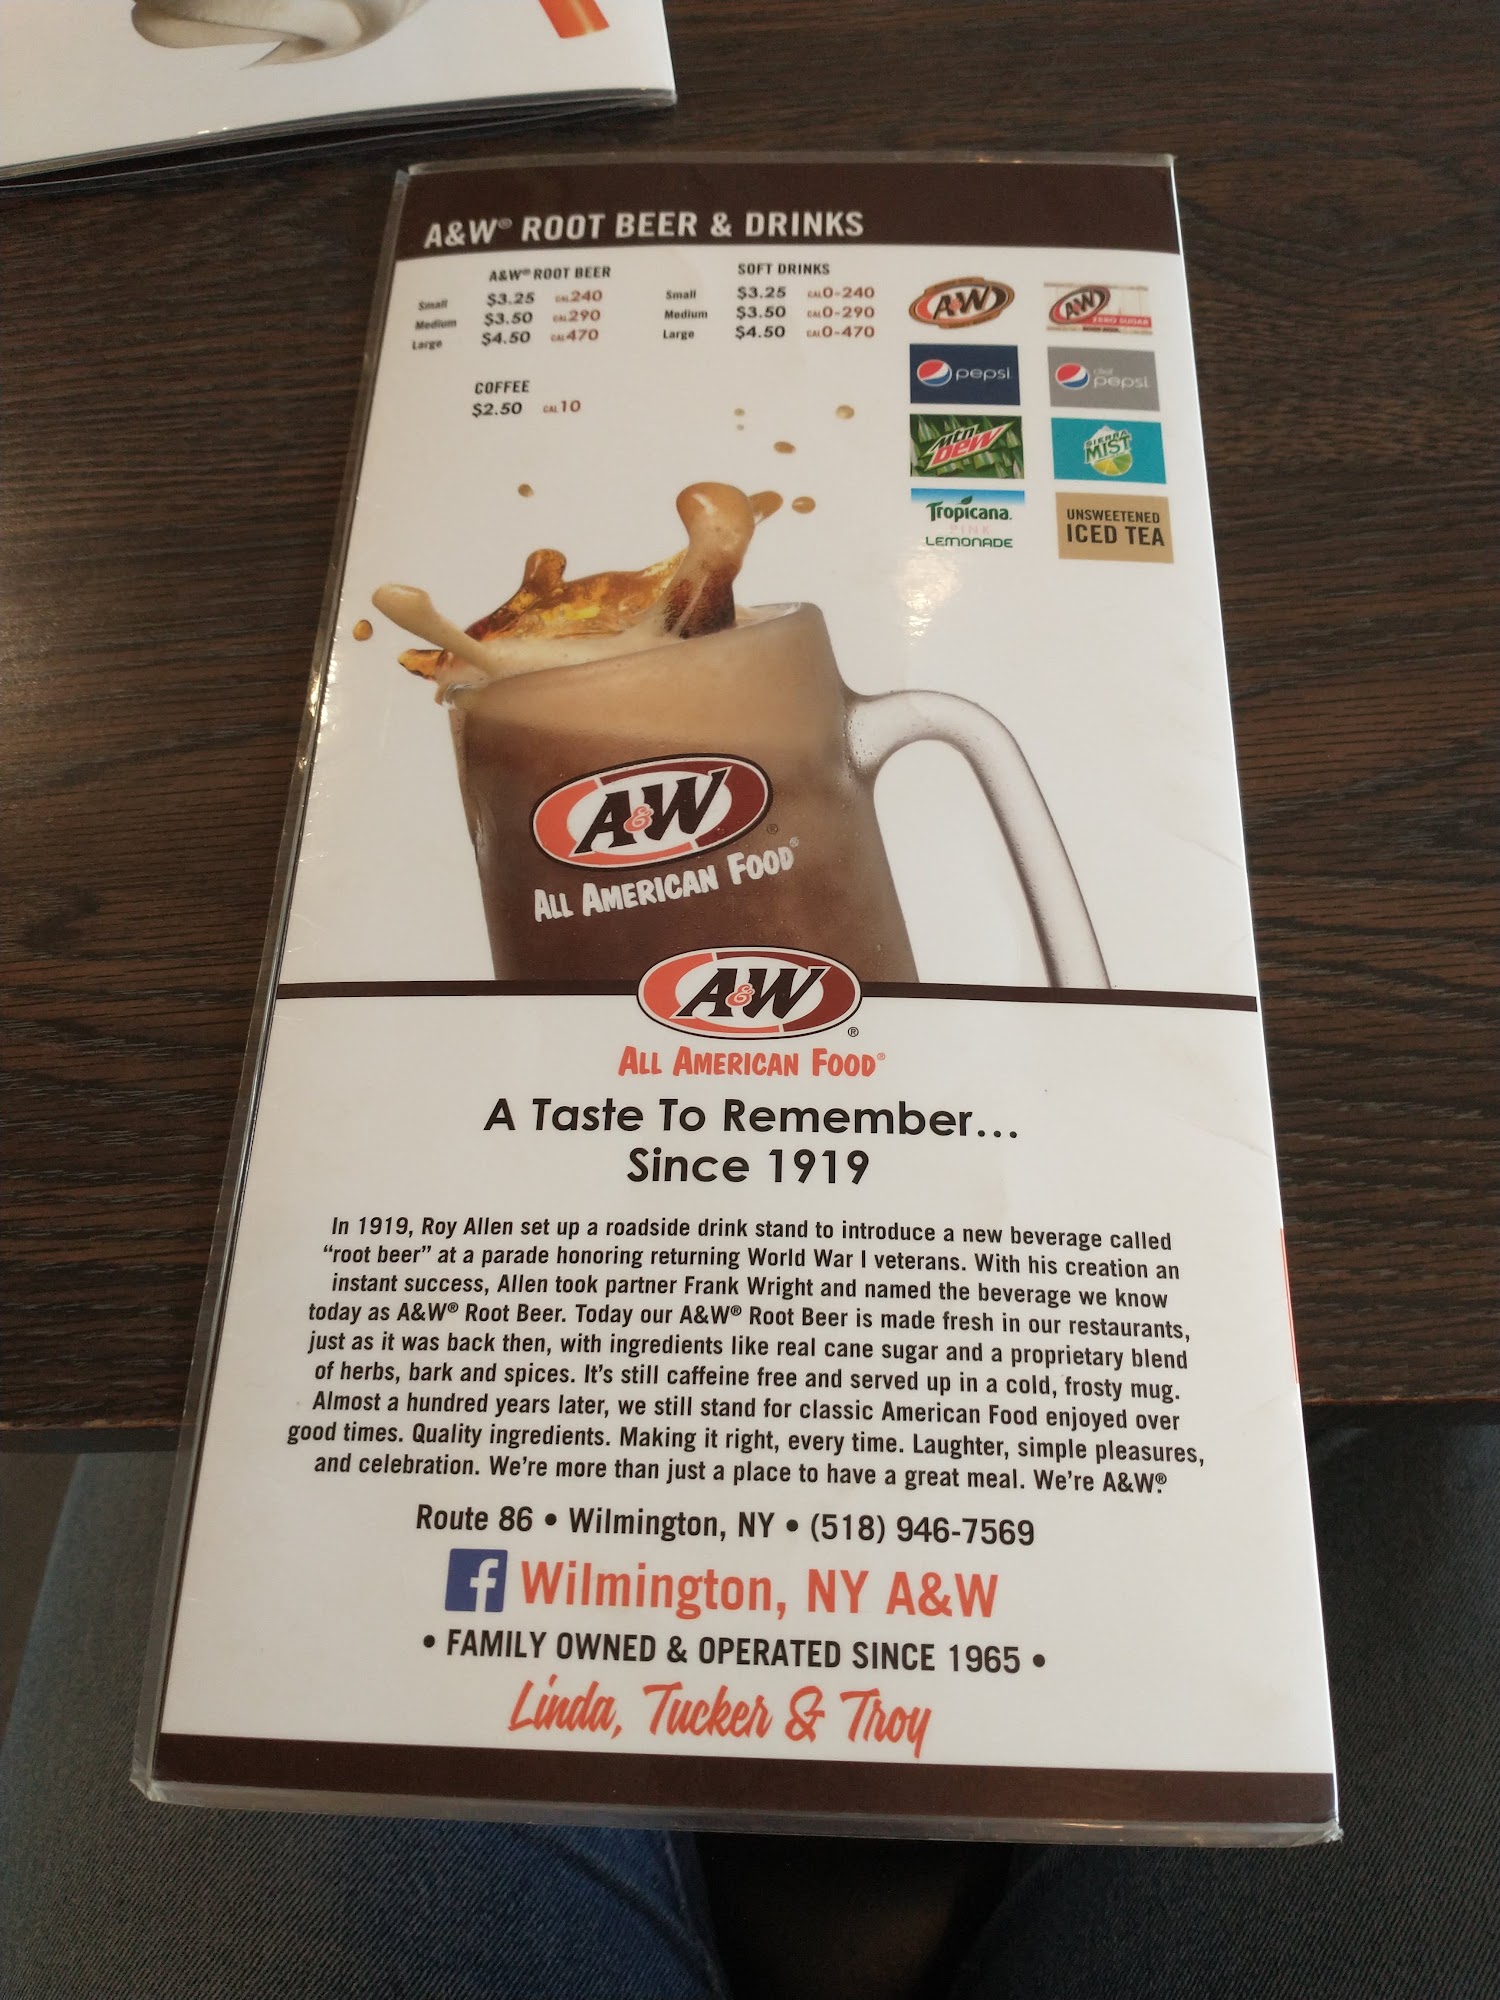 A&W® ROOT BEER & DRINKS
A&W® ROOT BEER
Small $3.25 CAL 240
Medium $3.50 CAL 290
Large $4.50 CAL 470
SOFT DRINKS
Small $3.25 CAL 0-240
Medium $3.50 CAL 0-290
Large $4.50 CAL 0-470
COFFEE
$2.50 CAL 10
A&W
A&W ZERO SUGAR
pepsi
diet pepsi
Mtn DEW
SIERRA MIST
Tropicana
PINK
LEMONADE
UNSWEETENED
ICED TEA
A&W®
ALL AMERICAN FOOD®
A&W®
ALL AMERICAN FOOD®
A Taste To Remember...
Since 1919
In 1919, Roy Allen set up a roadside drink stand to introduce a new beverage called
“root beer” at a parade honoring returning World War I veterans. With his creation an
instant success, Allen took partner Frank Wright and named the beverage we know
today as A&W® Root Beer. Today our A&W® Root Beer is made fresh in our restaurants,
just as it was back then, with ingredients like real cane sugar and a proprietary blend
of herbs, bark and spices. It’s still caffeine free and served up in a cold, frosty mug.
Almost a hundred years later, we still stand for classic American Food enjoyed over
good times. Quality ingredients. Making it right, every time. Laughter, simple pleasures,
and celebration. We’re more than just a place to have a great meal. We’re A&W®.
Route 86 • Wilmington, NY • (518) 946-7569
f Wilmington, NY A&W
• FAMILY OWNED & OPERATED SINCE 1965 •
Linda, Tucker & Troy